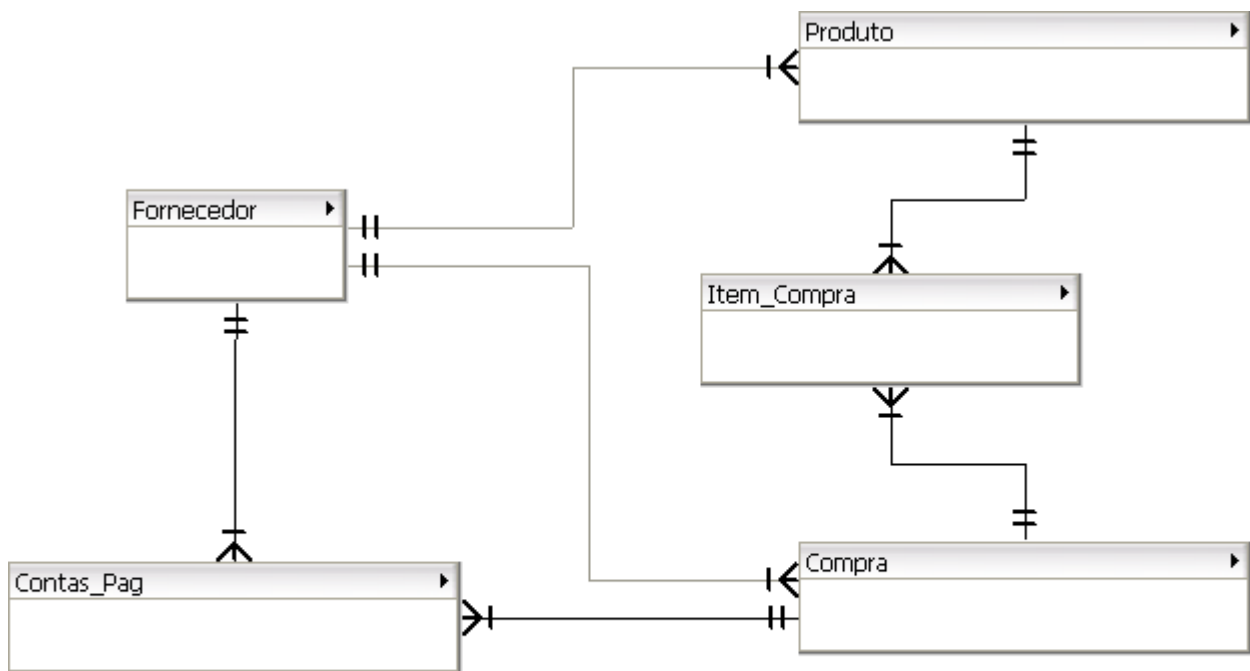 Produto
Fornecedor
Item_Compra
Contas_Pag
Compra